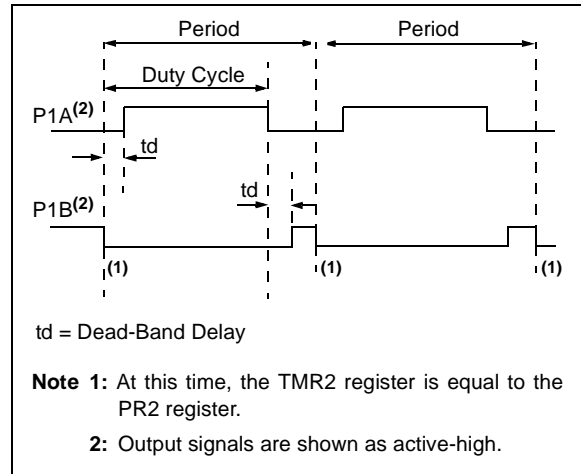 Period Period
Duty Cycle
P1A(2)
td
td
P1B(2)
(1) (1) (1)
td = Dead-Band Delay
Note 1: At this time, the TMR2 register is equal to the
PR2 register.
2: Output signals are shown as active-high.